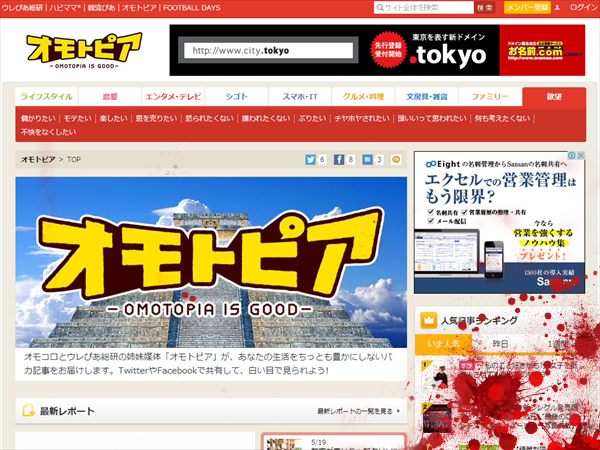 ウレぴあ総研 | ハピママ* | 韓流ぴあ | オモトピア | FOOTBALL DAYS
サイト全体を検索
検 索
メンバー登録
ログイン
オモトピア
-OMOTOPIA IS GOOD-
http://www.city.tokyo
先行登録
受付開始
東京を表す新ドメイン
.tokyo
ドメイン取るならお名前.com
お名前.com
ライフスタイル
恋愛
エンタメ・テレビ
シゴト
スマホ・IT
グルメ・料理
文房具・雑貨
ファミリー
欲望
儲かりたい | モテたい | 楽したい | 恩を売りたい | 怒られたくない | 嫌われたくない | ぶりたい | チヤホヤされたい | 頭いいって思われたい | 何も考えたくない |
不快をなくしたい
オモトピア > TOP
6
8
3
オモトピア
-OMOTOPIA IS GOOD-
オモコロとウレぴあ総研の姉妹媒体「オモトピア」が、あなたの生活をちっとも豊かにしないバ
カ記事をお届けします。TwitterやFacebookで共有して、白い目で見られよう!
最新レポート
最新レポートの一覧を見る
5/19
Eight の名刺管理からSansanの名刺共有へ
エクセルでの営業管理は
もう限界?
名刺共有
営業履歴の整理・共有
メール配信
今なら
営業を強くする
ノウハウ集
プレゼント!
1500社の導入実績
人気記事ランキング
いま人気
昨日
1週間